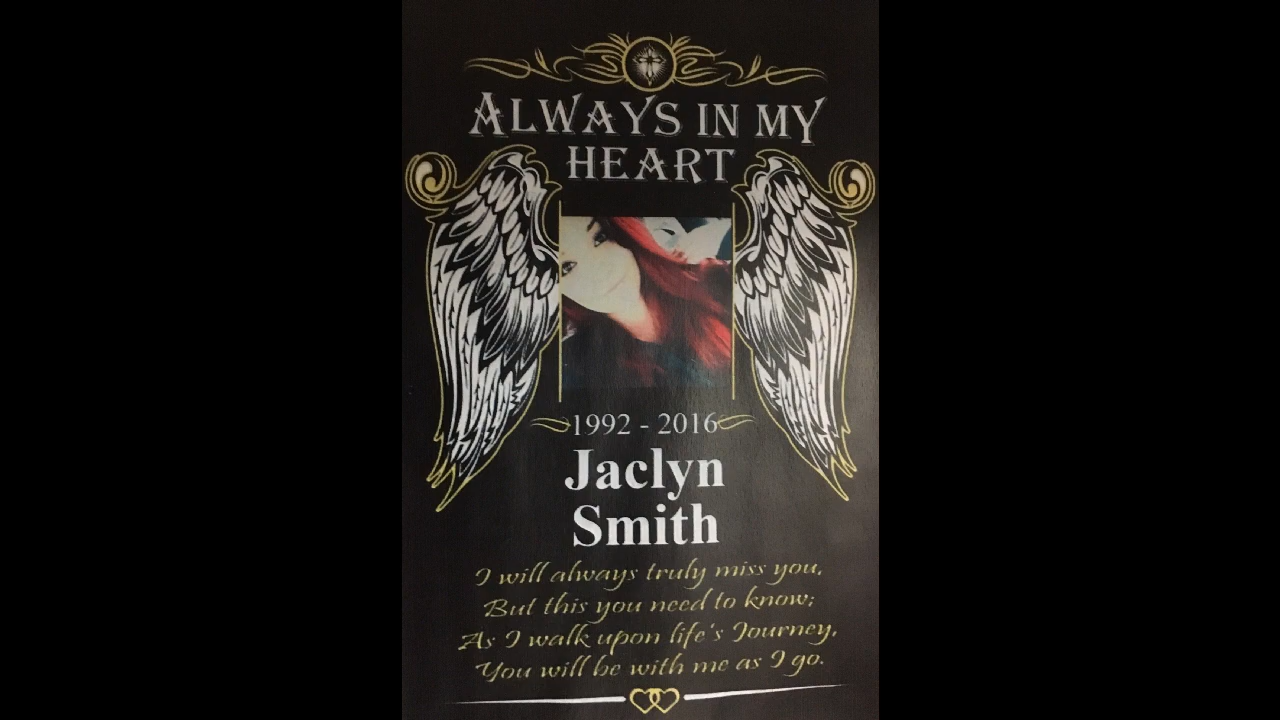 ALWAYS IN MY
HEART
1992 - 2016
Jaclyn
Smith
I will always truly miss you,
But this you need to know;
As I walk upon life's Journey,
You will be with me as I go.